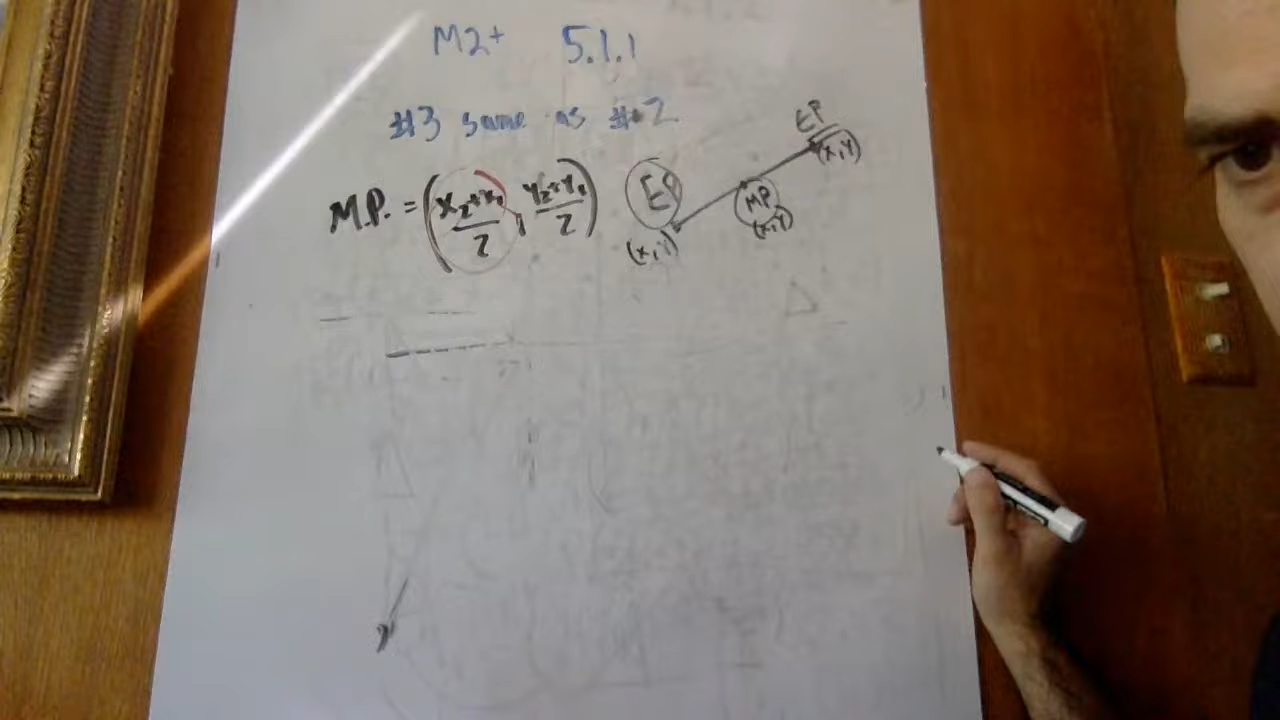 M2+ 5.1.1
#3 same as #2
M.P. = (x₂+x₁/2, y₂+y₁/2)
EP
(x,y)
EP
(x,y)
MP
(x,y)